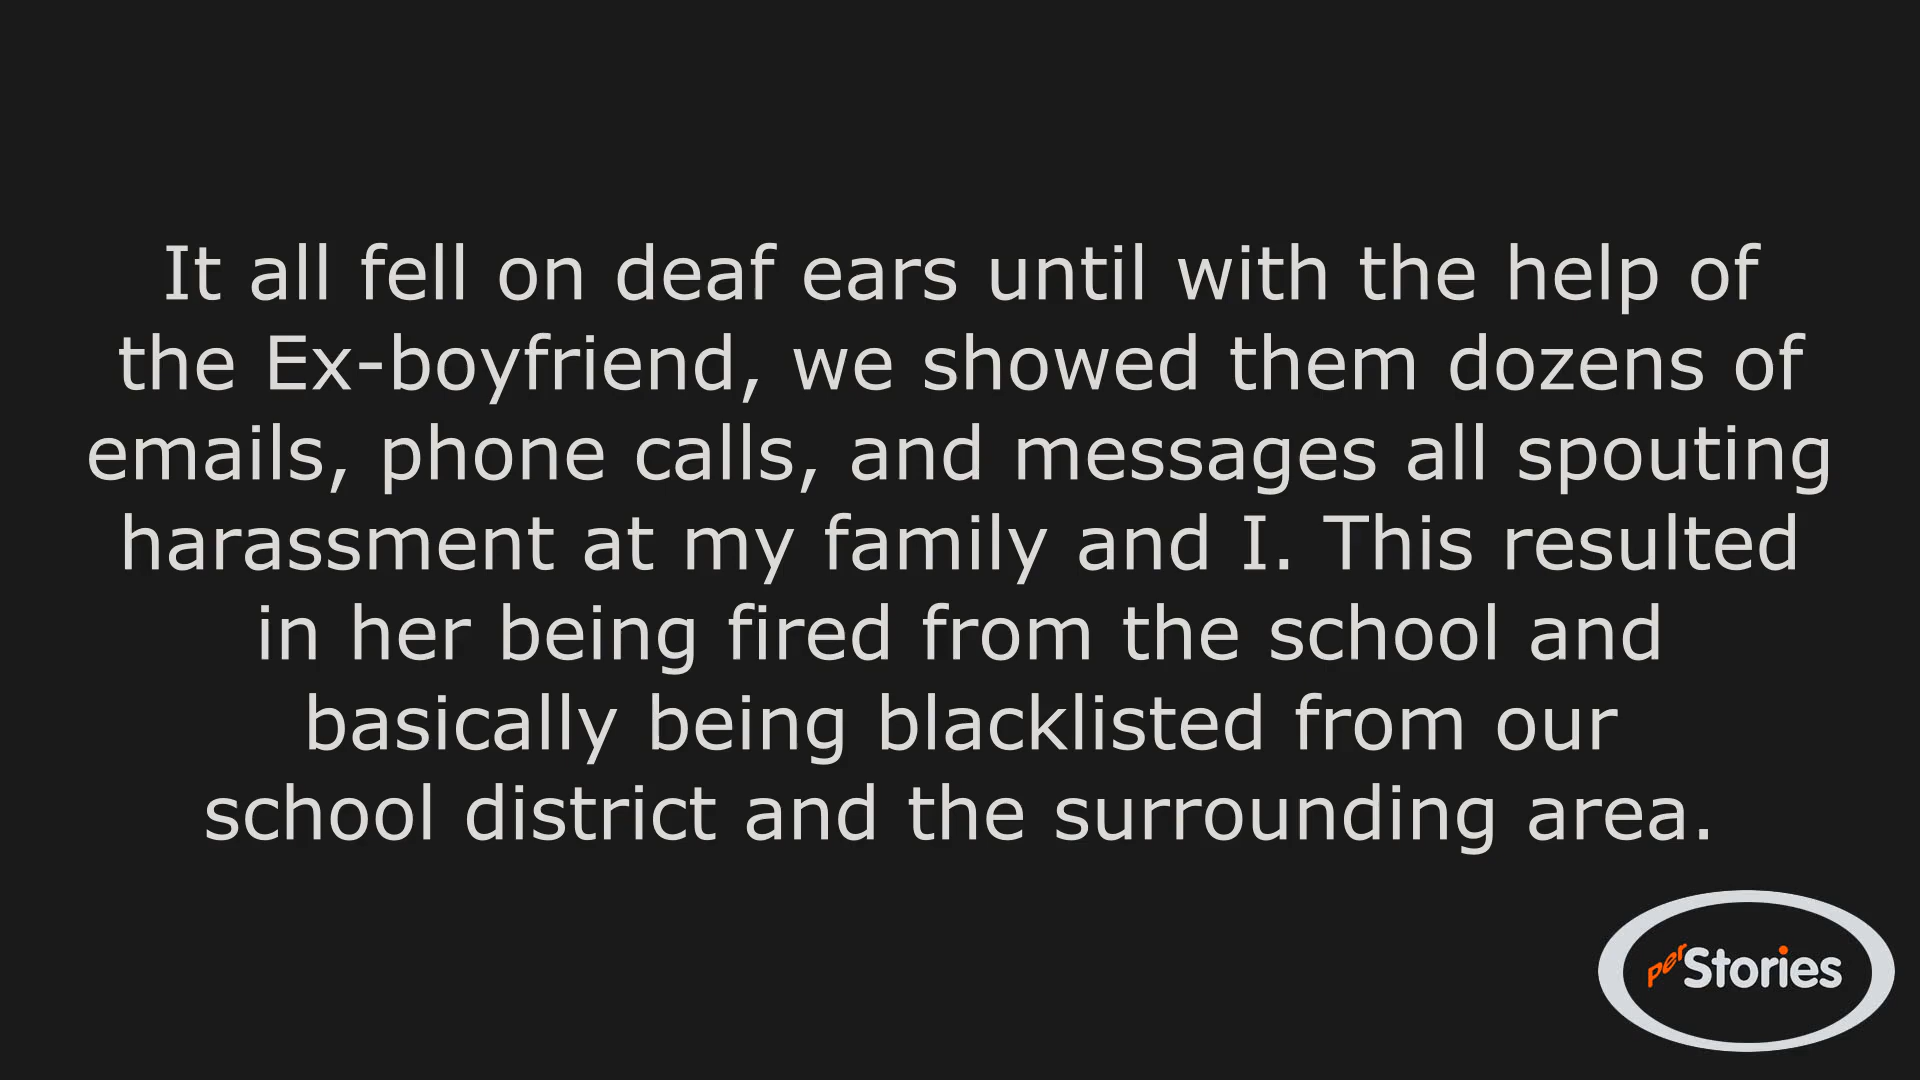 It all fell on deaf ears until with the help of
the Ex-boyfriend, we showed them dozens of
emails, phone calls, and messages all spouting
harassment at my family and I. This resulted
in her being fired from the school and
basically being blacklisted from our
school district and the surrounding area.
perStories